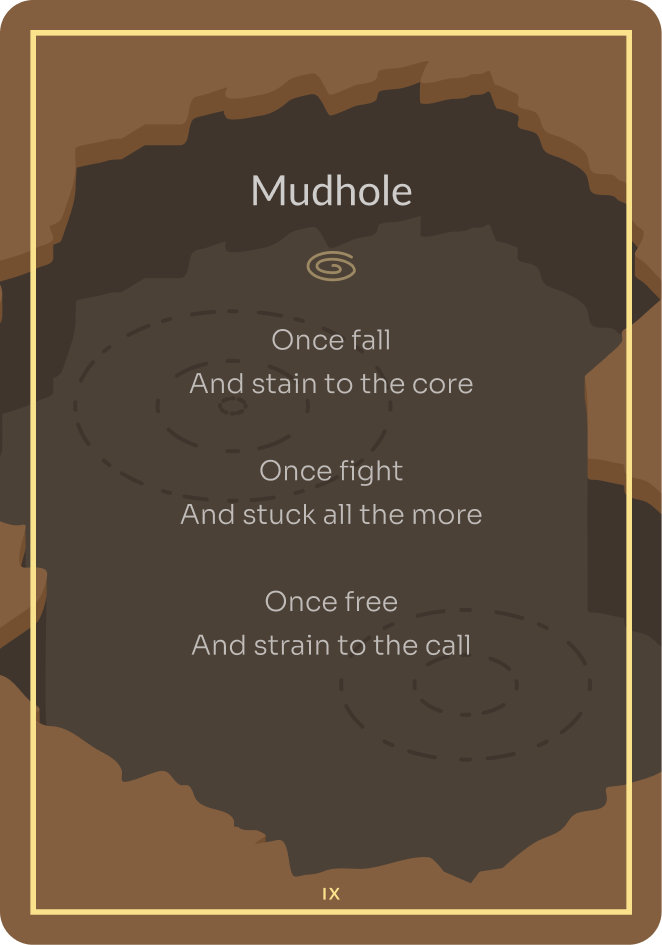 Mudhole
Once fall
And stain to the core
Once fight
And stuck all the more
Once free
And strain to the call
IX